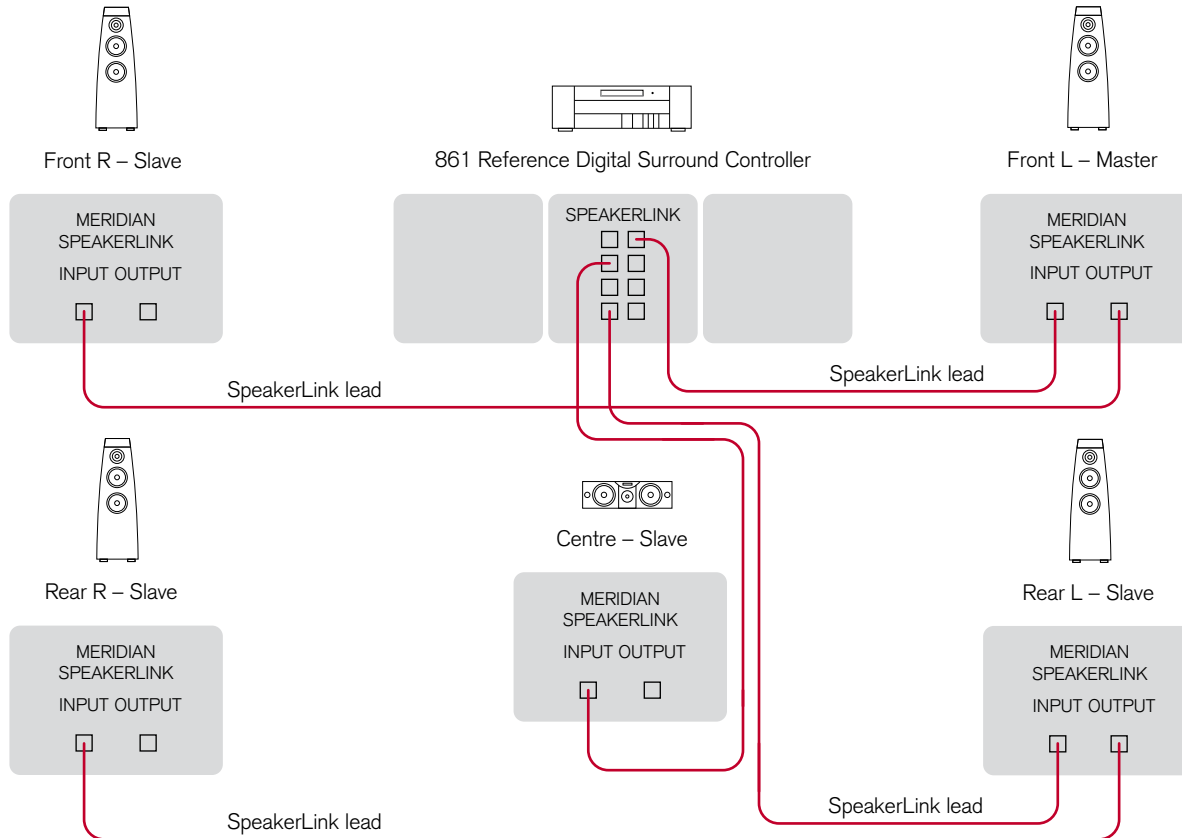 Front R – Slave
861 Reference Digital Surround Controller
Front L – Master
MERIDIAN
SPEAKERLINK
INPUT OUTPUT
SPEAKERLINK
MERIDIAN
SPEAKERLINK
INPUT OUTPUT
SpeakerLink lead
SpeakerLink lead
Rear R – Slave
Centre – Slave
Rear L – Slave
MERIDIAN
SPEAKERLINK
INPUT OUTPUT
MERIDIAN
SPEAKERLINK
INPUT OUTPUT
MERIDIAN
SPEAKERLINK
INPUT OUTPUT
SpeakerLink lead
SpeakerLink lead